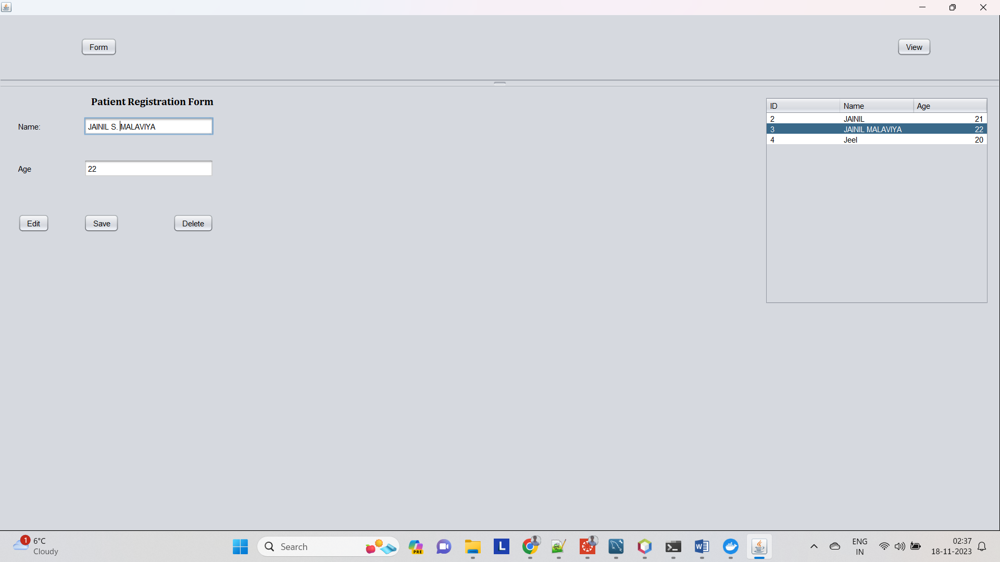 Form
View
Patient Registration Form
Name:
JAINIL S. MALAVIYA
Age
22
Edit
Save
Delete
ID Name Age
2 JAINIL 21
3 JAINIL MALAVIYA 22
4 Jeel 20
1
6°C
Cloudy
Search
PRE
L
W
ENG
IN
02:37
18-11-2023